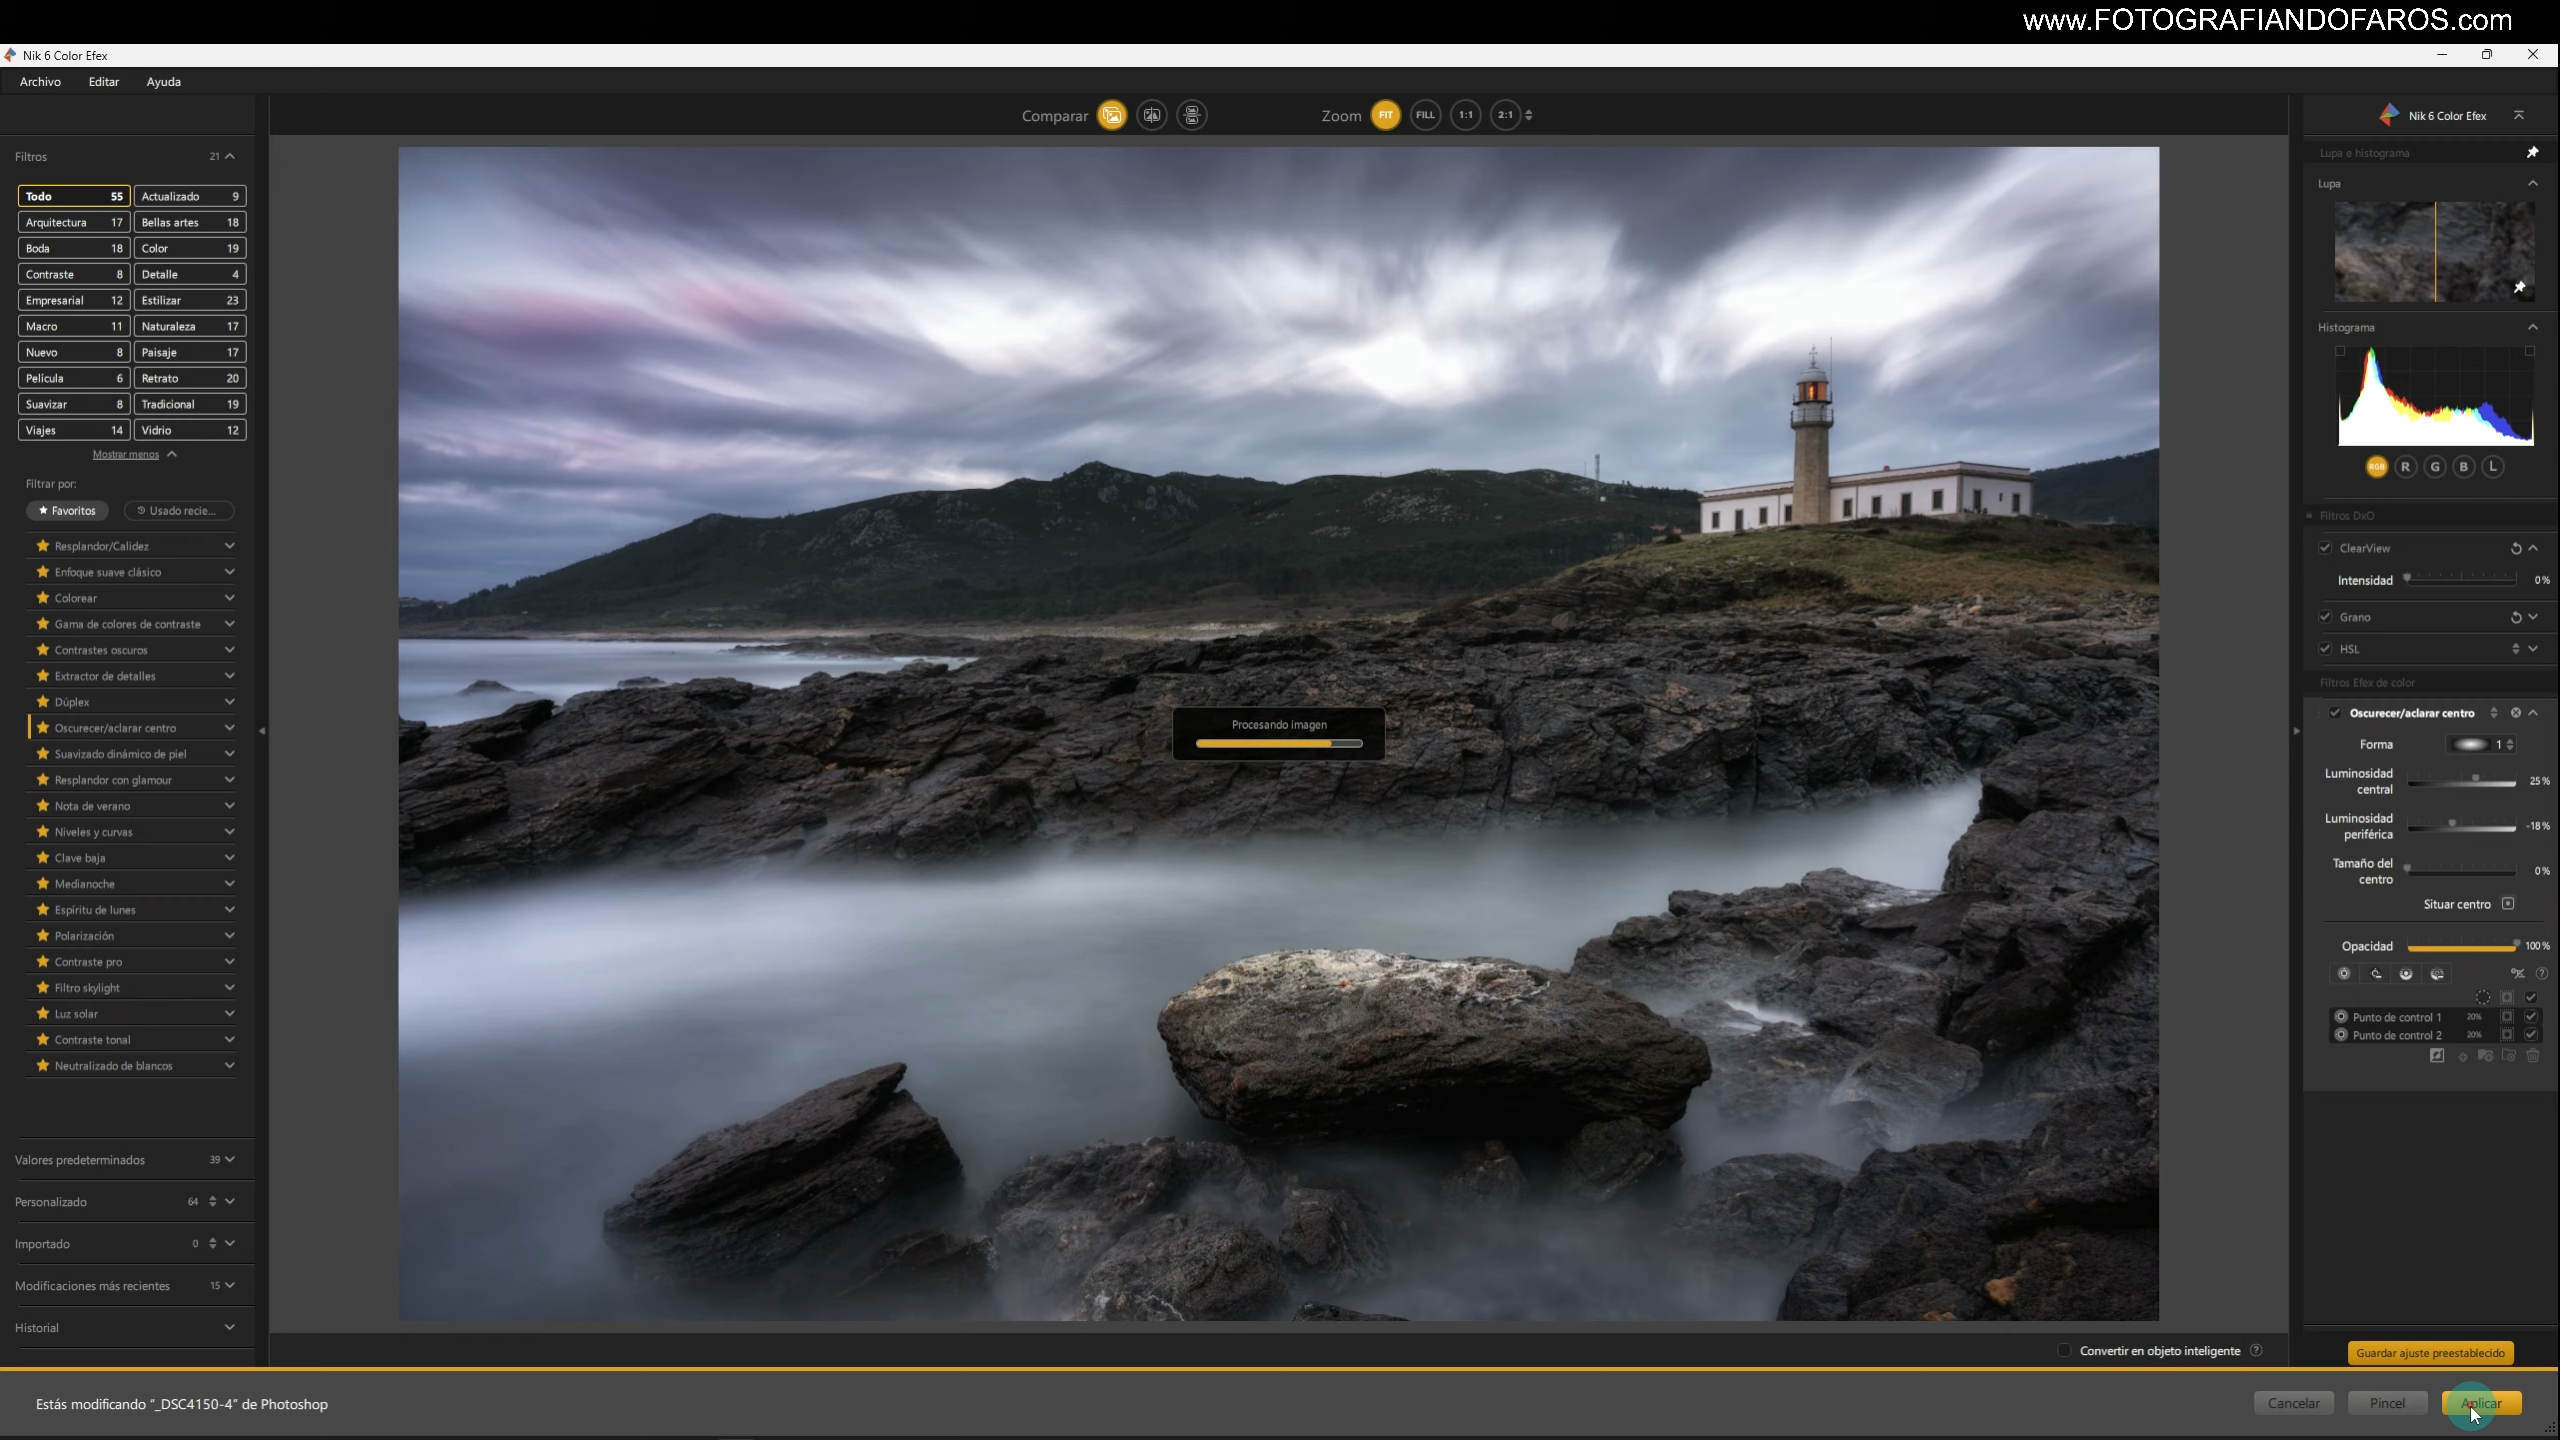 www.FOTOGRAFIANDOFAROS.com
Nik 6 Color Efex
Archivo Editar Ayuda
Comparar Zoom FIT FILL 1:1 2:1
Nik 6 Color Efex
Filtros 21
Todo 55 Actualizado 9
Arquitectura 17 Bellas artes 18
Boda 18 Color 19
Contraste 8 Detalle 4
Empresarial 12 Estilizar 23
Macro 11 Naturaleza 17
Nuevo 8 Paisaje 17
Película 6 Retrato 20
Suavizar 8 Tradicional 19
Viajes 14 Vidrio 12
Mostrar menos
Filtrar por:
Favoritos Usado recie...
Resplandor/Calidez
Enfoque suave clásico
Colorear
Gama de colores de contraste
Contrastes oscuros
Extractor de detalles
Dúplex
Oscurecer/aclarar centro
Suavizado dinámico de piel
Resplandor con glamour
Nota de verano
Niveles y curvas
Clave baja
Medianoche
Espíritu de lunes
Polarización
Contraste pro
Filtro skylight
Luz solar
Contraste tonal
Neutralizado de blancos
Valores predeterminados 39
Personalizado 64
Importado 0
Modificaciones más recientes 15
Historial
Procesando imagen
Lupa e histograma
Lupa
Histograma
RGB R G B L
Filtros DxO
ClearView
Intensidad 0%
Grano
HSL
Filtros Efex de color
Oscurecer/aclarar centro
Forma 1
Luminosidad central 25%
Luminosidad periférica -18%
Tamaño del centro 0%
Situar centro
Opacidad 100%
Punto de control 1 20%
Punto de control 2 20%
Convertir en objeto inteligente
Guardar ajuste preestablecido
Estás modificando "_DSC4150-4" de Photoshop
Cancelar Pincel Aplicar